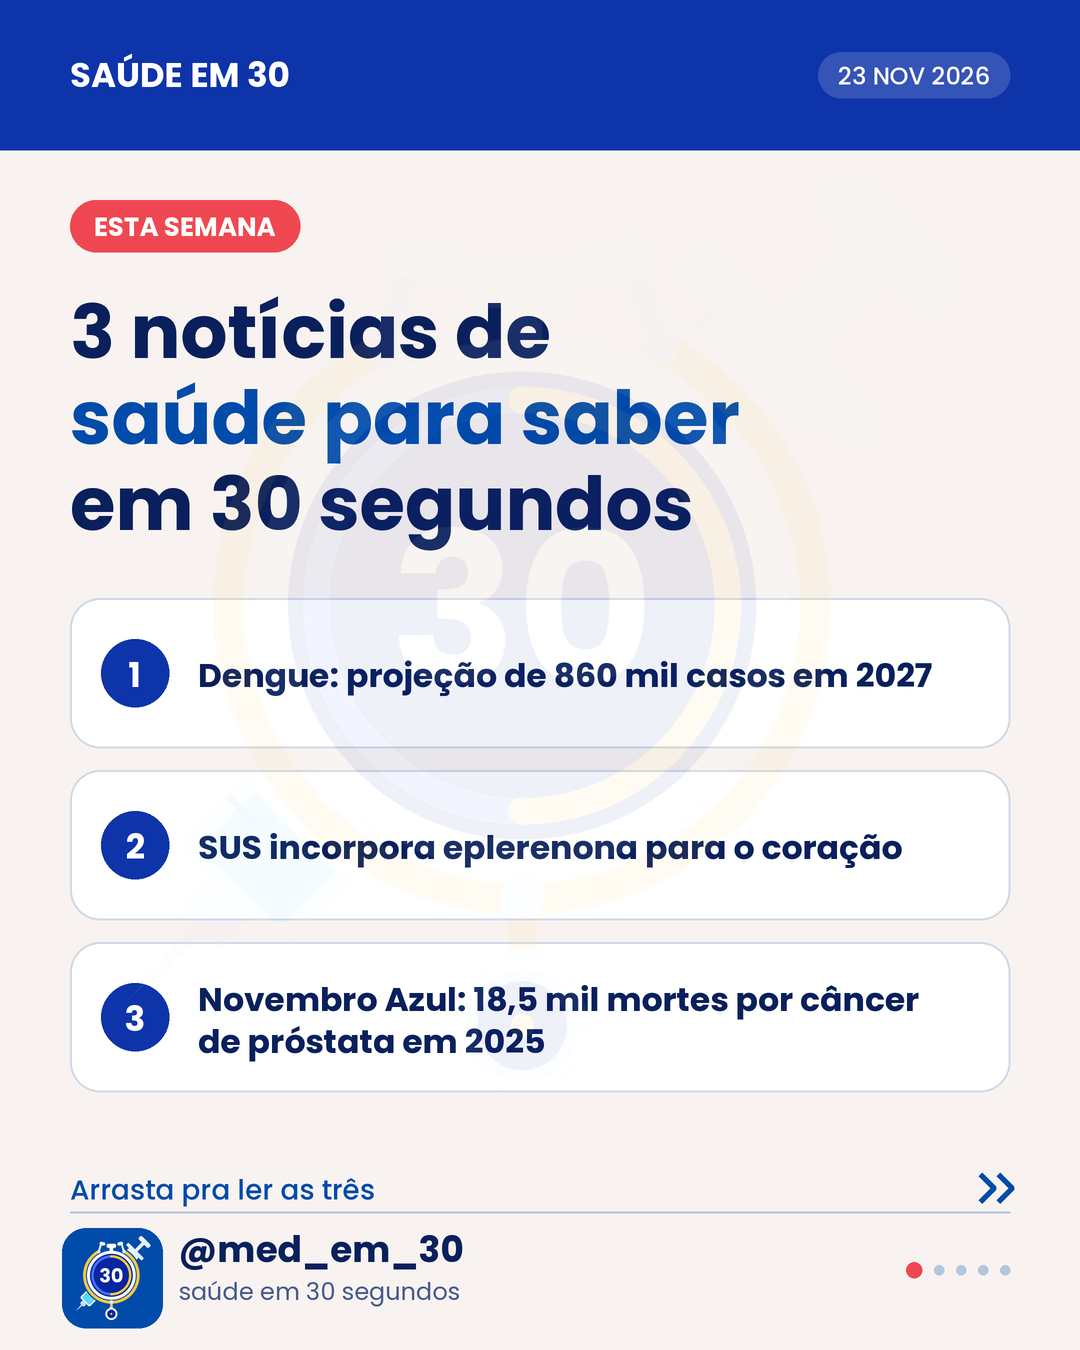 SAÚDE EM 30
23 NOV 2026
ESTA SEMANA
3 notícias de
saúde para saber
em 30 segundos
30
1
Dengue: projeção de 860 mil casos em 2027
2
SUS incorpora eplerenona para o coração
3
Novembro Azul: 18,5 mil mortes por câncer
de próstata em 2025
Arrasta pra ler as três
30
@med_em_30
saúde em 30 segundos